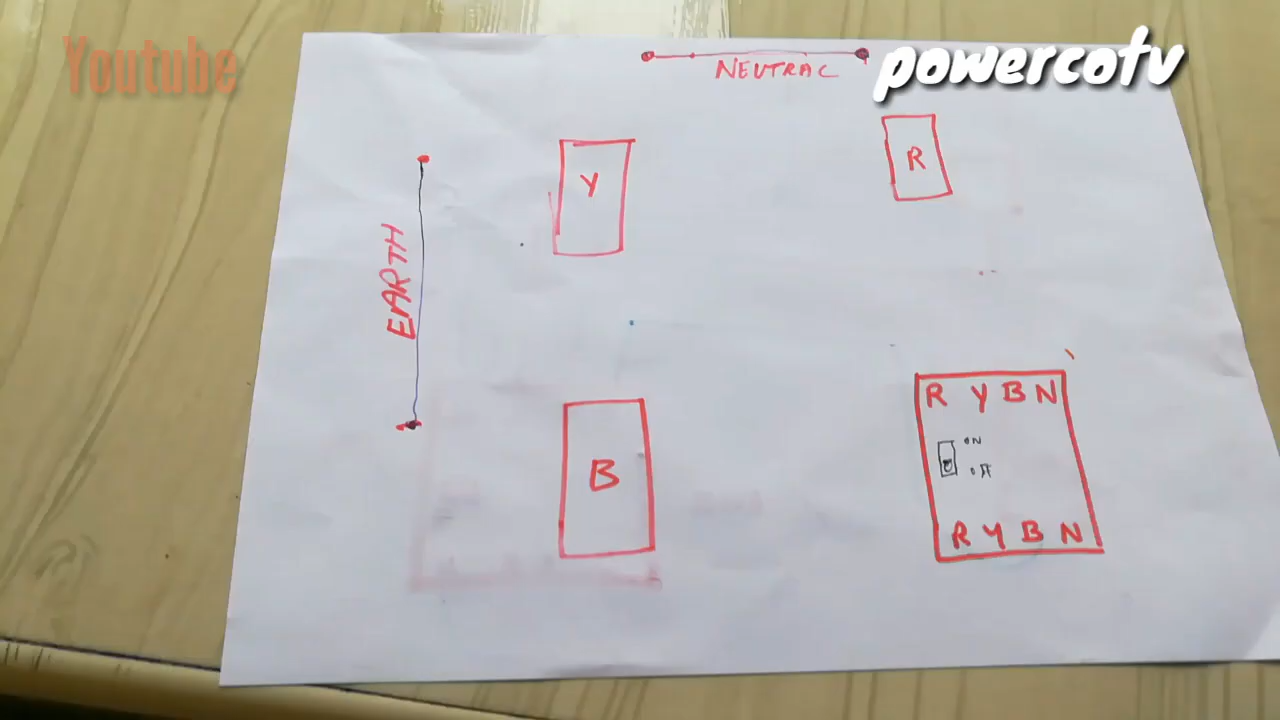 Youtube
powercotv
NEUTRAL
Y
R
EARTH
B
R Y B N
ON
OFF
R Y B N